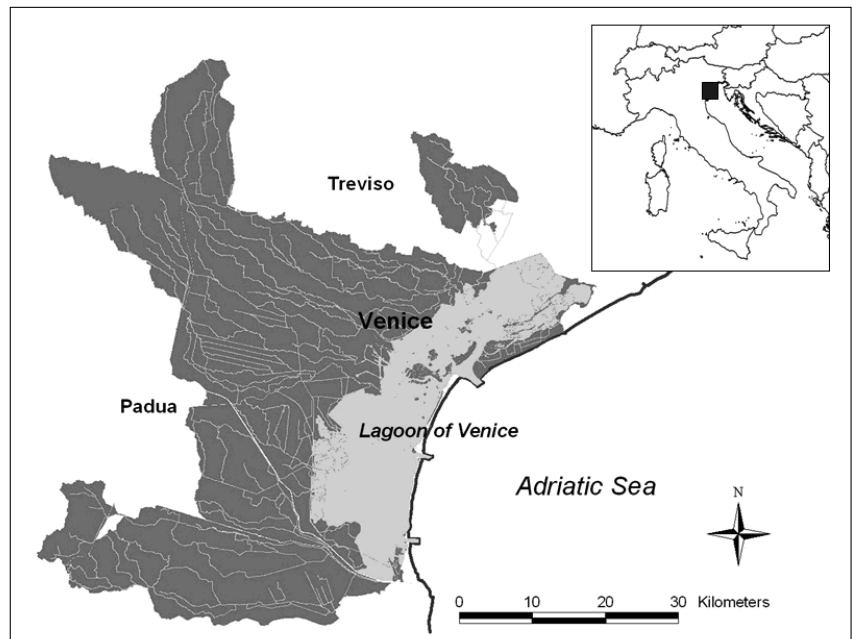 Treviso
Venice
Padua
Lagoon of Venice
Adriatic Sea
N
0 10 20 30 Kilometers